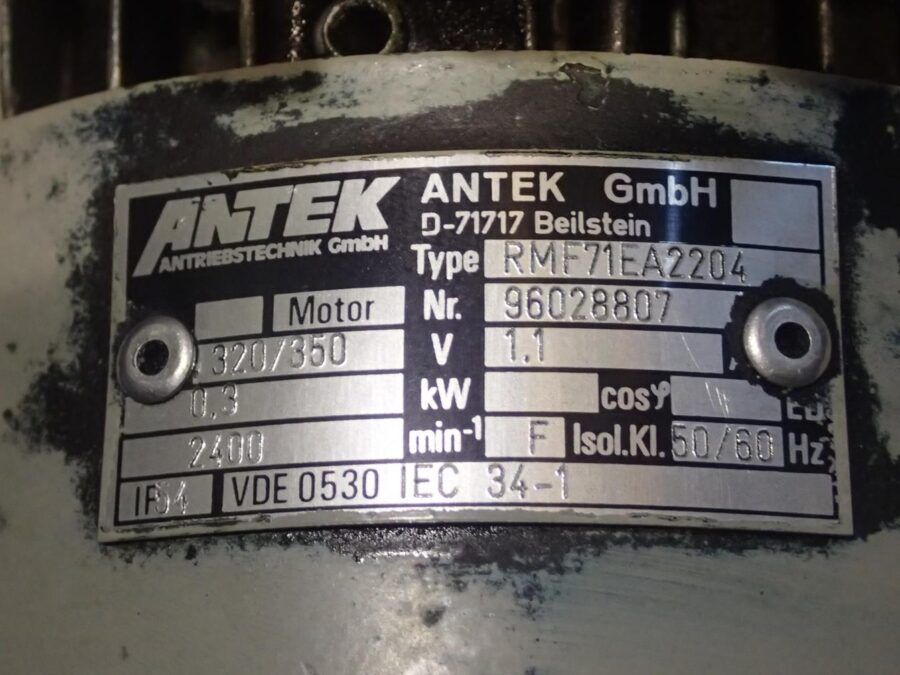 ANTEK
ANTRIEBSTECHNIK GmbH
ANTEK GmbH
D-71717 Beilstein
Type RMF71EA2204
Motor Nr. 96028807
320/350 V 1.1
0,3 kW cosφ
2400 min-1 F Isol.Kl. 50/60 Hz
IP54 VDE 0530 IEC 34-1